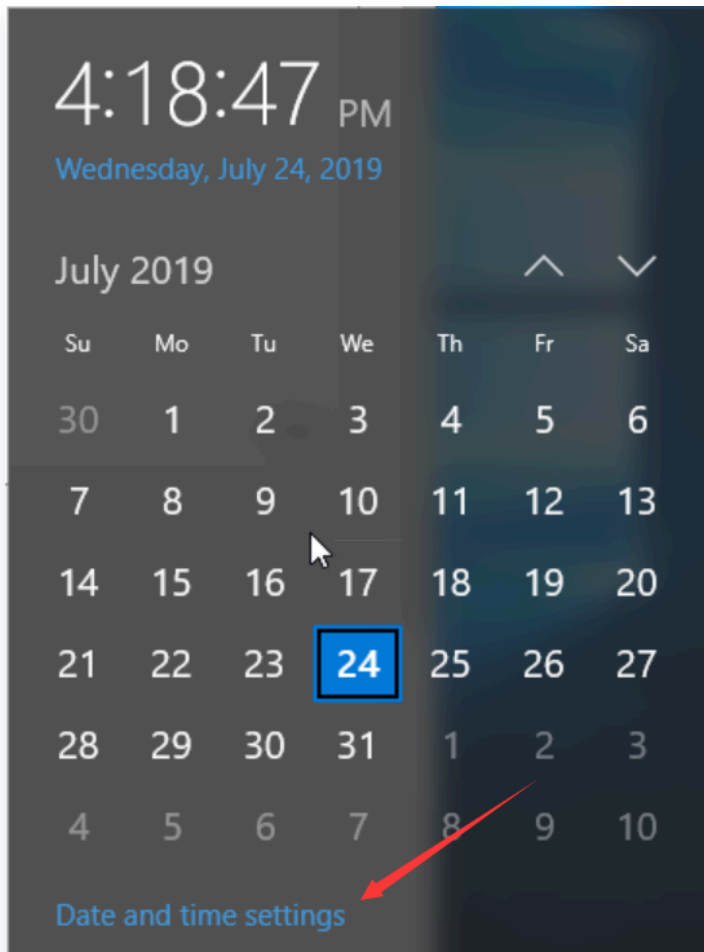 4:18:47 PM
Wednesday, July 24, 2019
July 2019
Su Mo Tu We Th Fr Sa
30 1 2 3 4 5 6
7 8 9 10 11 12 13
14 15 16 17 18 19 20
21 22 23 24 25 26 27
28 29 30 31 1 2 3
4 5 6 7 8 9 10
Date and time settings